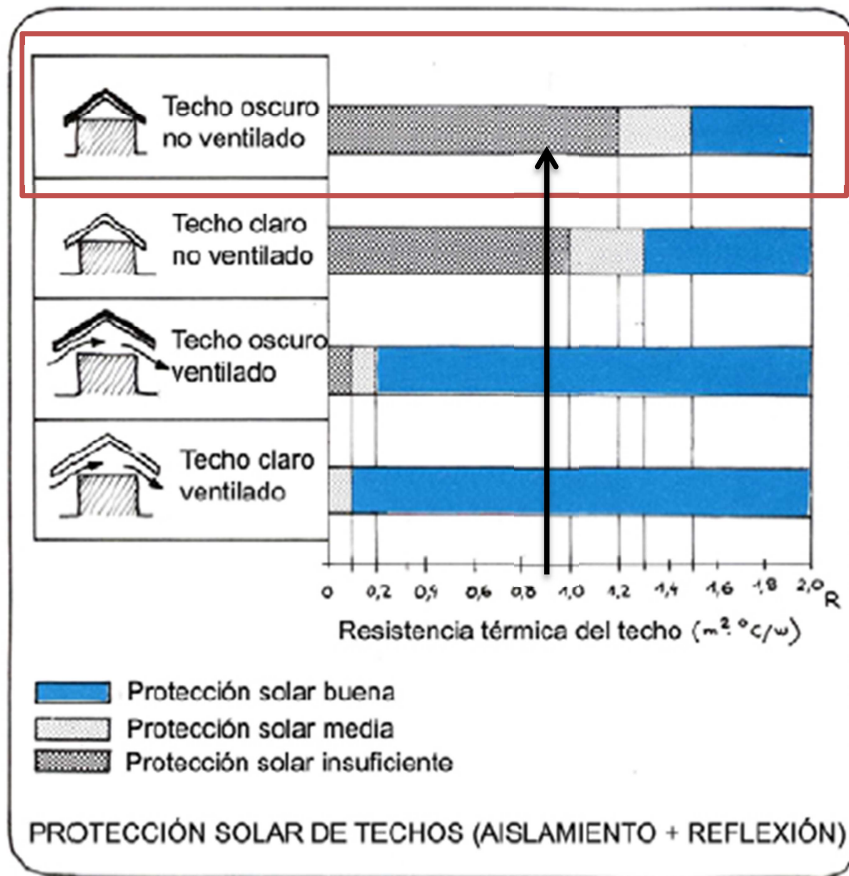 Techo oscuro
no ventilado
Techo claro
no ventilado
Techo oscuro
ventilado
Techo claro
ventilado
0 0,2 0,4 0,6 0,8 1,0 1,2 1,4 1,6 1,8 2,0 R
Resistencia térmica del techo (m².°C/w)
Protección solar buena
Protección solar media
Protección solar insuficiente
PROTECCIÓN SOLAR DE TECHOS (AISLAMIENTO + REFLEXIÓN)